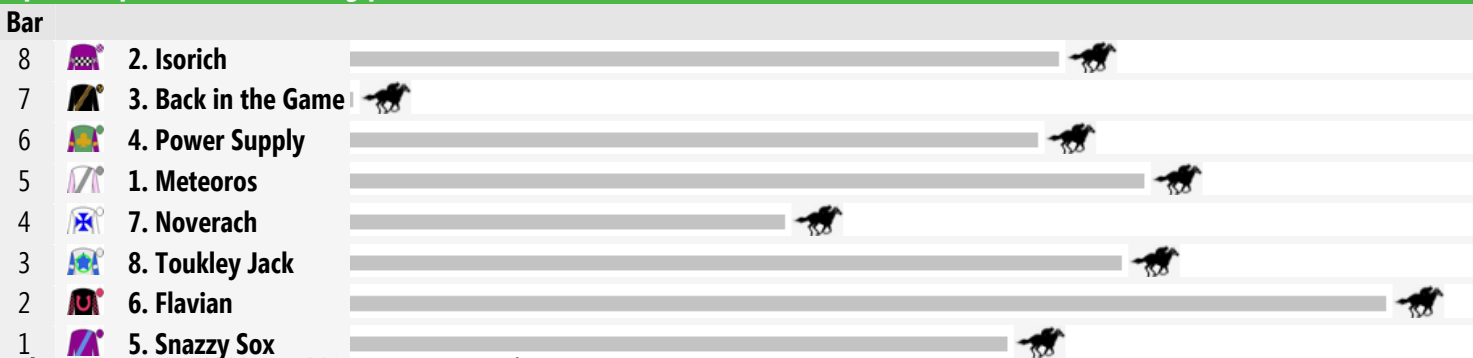 Bar
8 2. Isorich
7 3. Back in the Game
6 4. Power Supply
5 1. Meteoros
4 7. Noverach
3 8. Toukley Jack
2 6. Flavian
1 5. Snazzy Sox